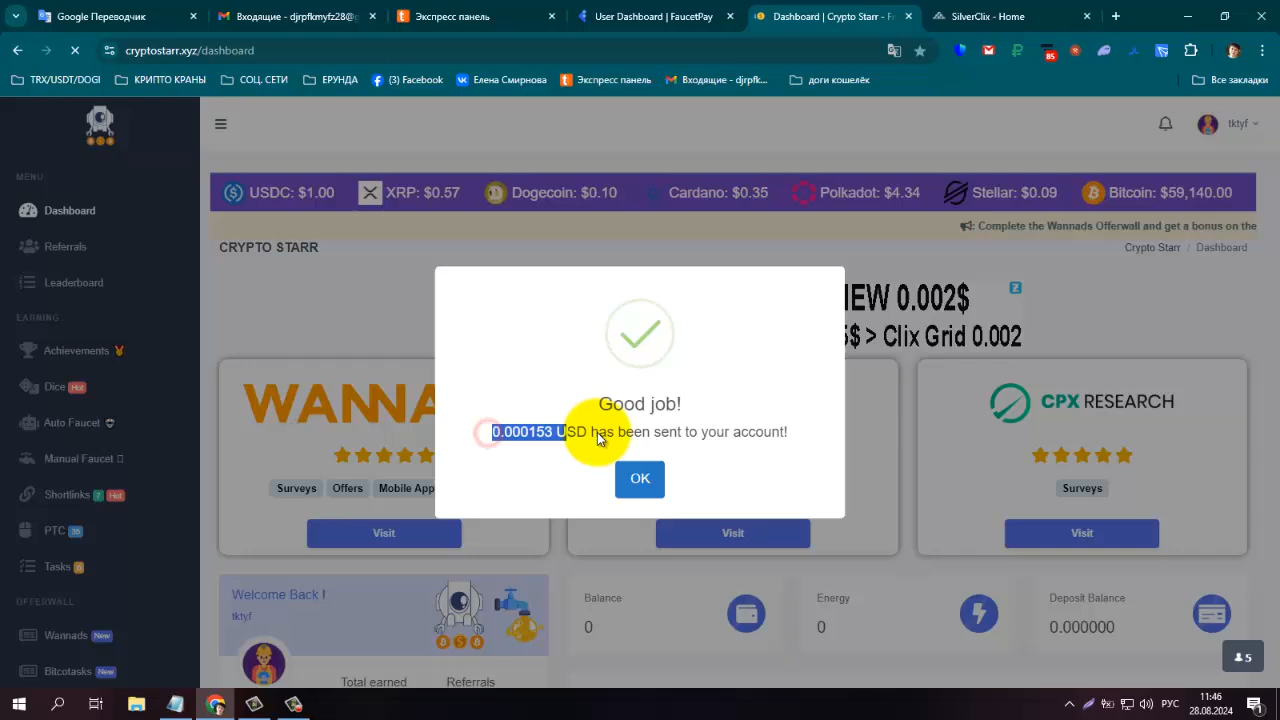 Google Переводчик
Входящие - djrpfkmyfz28@g
Экспресс панель
User Dashboard | FaucetPay
Dashboard | Crypto Starr - F
SilverClix - Home
cryptostarr.xyz/dashboard
85
TRX/USDT/DOGI
КРИПТО КРАНЫ
СОЦ. СЕТИ
ЕРУНДА
(3) Facebook
Елена Смирнова
Экспресс панель
Входящие - djrpfk...
доги кошелёк
Все закладки
tktyf
MENU
Dashboard
Referrals
Leaderboard
EARNING
Achievements
Dice Hot
Auto Faucet
Manual Faucet
Shortlinks 7 Hot
PTC 35
Tasks 6
OFFERWALL
Wannads New
Bitcotasks New
USDC: $1.00 XRP: $0.57 Dogecoin: $0.10 Cardano: $0.35 Polkadot: $4.34 Stellar: $0.09 Bitcoin: $59,140.00
: Complete the Wannads Offerwall and get a bonus on the
CRYPTO STARR
Crypto Starr / Dashboard
NEW 0.002$
5$ > Clix Grid 0.002
Good job!
0.000153 USD has been sent to your account!
OK
WANNA
Surveys Offers Mobile App
Visit
Visit
CPX RESEARCH
Surveys
Visit
Welcome Back !
tktyf
Total earned Referrals
Balance
0
Energy
0
Deposit Balance
0.000000
5
РУС
11:46
28.08.2024